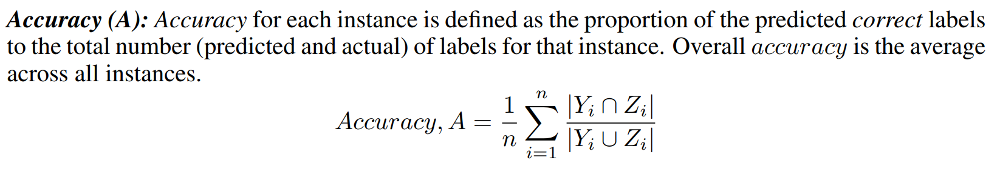 Accuracy (A): Accuracy for each instance is defined as the proportion of the predicted correct labels
to the total number (predicted and actual) of labels for that instance. Overall accuracy is the average
across all instances.
Accuracy, A = \frac{1}{n} \sum_{i=1}^{n} \frac{|Y_i \cap Z_i|}{|Y_i \cup Z_i|}